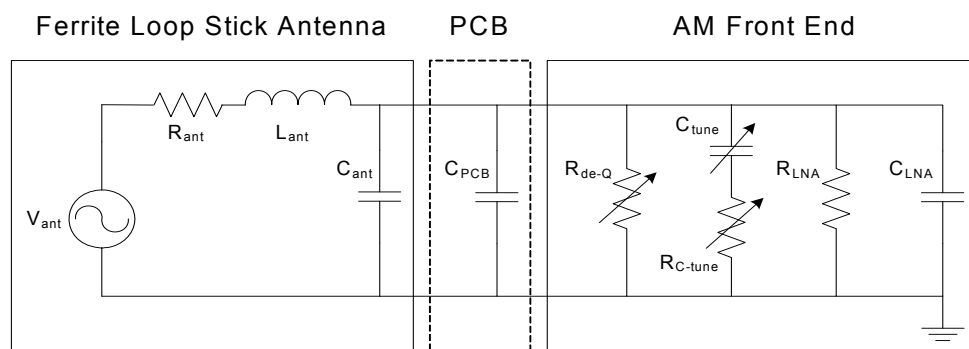 Ferrite Loop Stick Antenna
PCB
AM Front End
Rant
Lant
Cant
Vant
CPCB
Rde-Q
Ctune
RC-tune
RLNA
CLNA